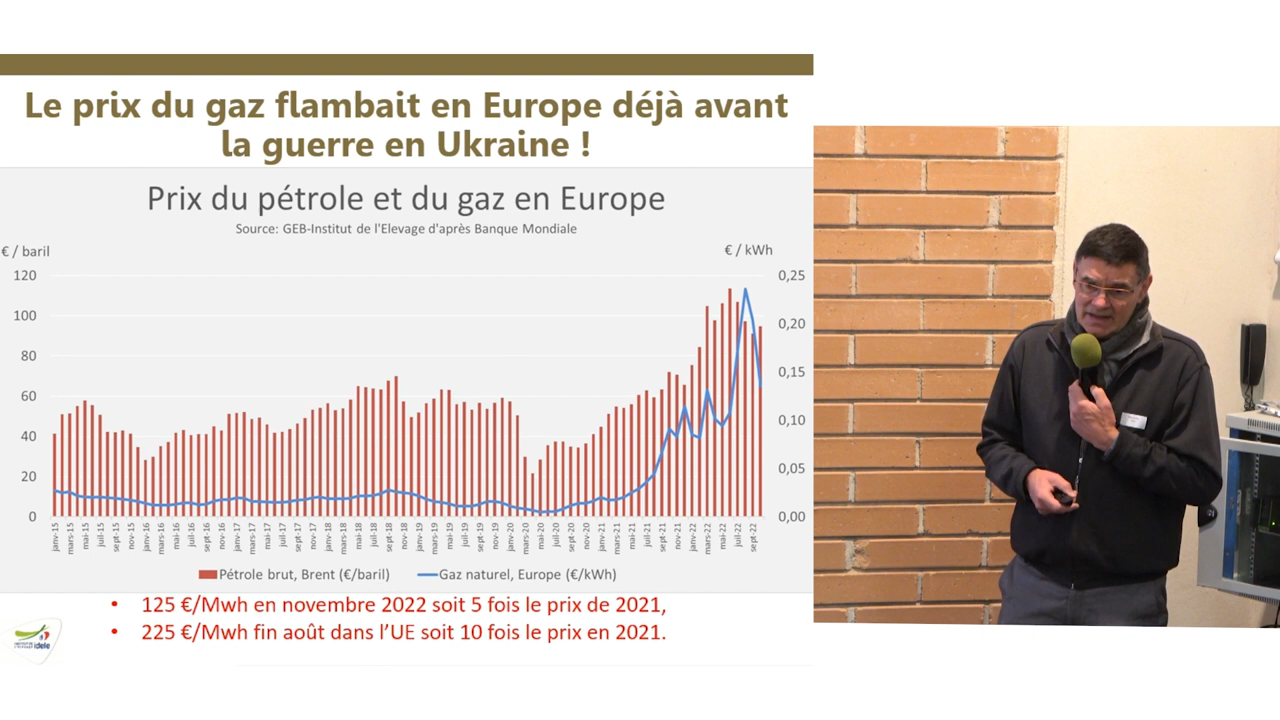 Le prix du gaz flambait en Europe déjà avant
la guerre en Ukraine !
Prix du pétrole et du gaz en Europe
Source: GEB-Institut de l'Elevage d'après Banque Mondiale
€ / baril
€ / kWh
120
100
80
60
40
20
0
0,25
0,20
0,15
0,10
0,05
0,00
janv-15
mars-15
mai-15
juil-15
sept-15
nov-15
janv-16
mars-16
mai-16
juil-16
sept-16
nov-16
janv-17
mars-17
mai-17
juil-17
sept-17
nov-17
janv-18
mars-18
mai-18
juil-18
sept-18
nov-18
janv-19
mars-19
mai-19
juil-19
sept-19
nov-19
janv-20
mars-20
mai-20
juil-20
sept-20
nov-20
janv-21
mars-21
mai-21
juil-21
sept-21
nov-21
janv-22
mars-22
mai-22
juil-22
sept-22
Pétrole brut, Brent (€/baril)
Gaz naturel, Europe (€/kWh)
• 125 €/Mwh en novembre 2022 soit 5 fois le prix de 2021,
• 225 €/Mwh fin août dans l’UE soit 10 fois le prix en 2021.
idele